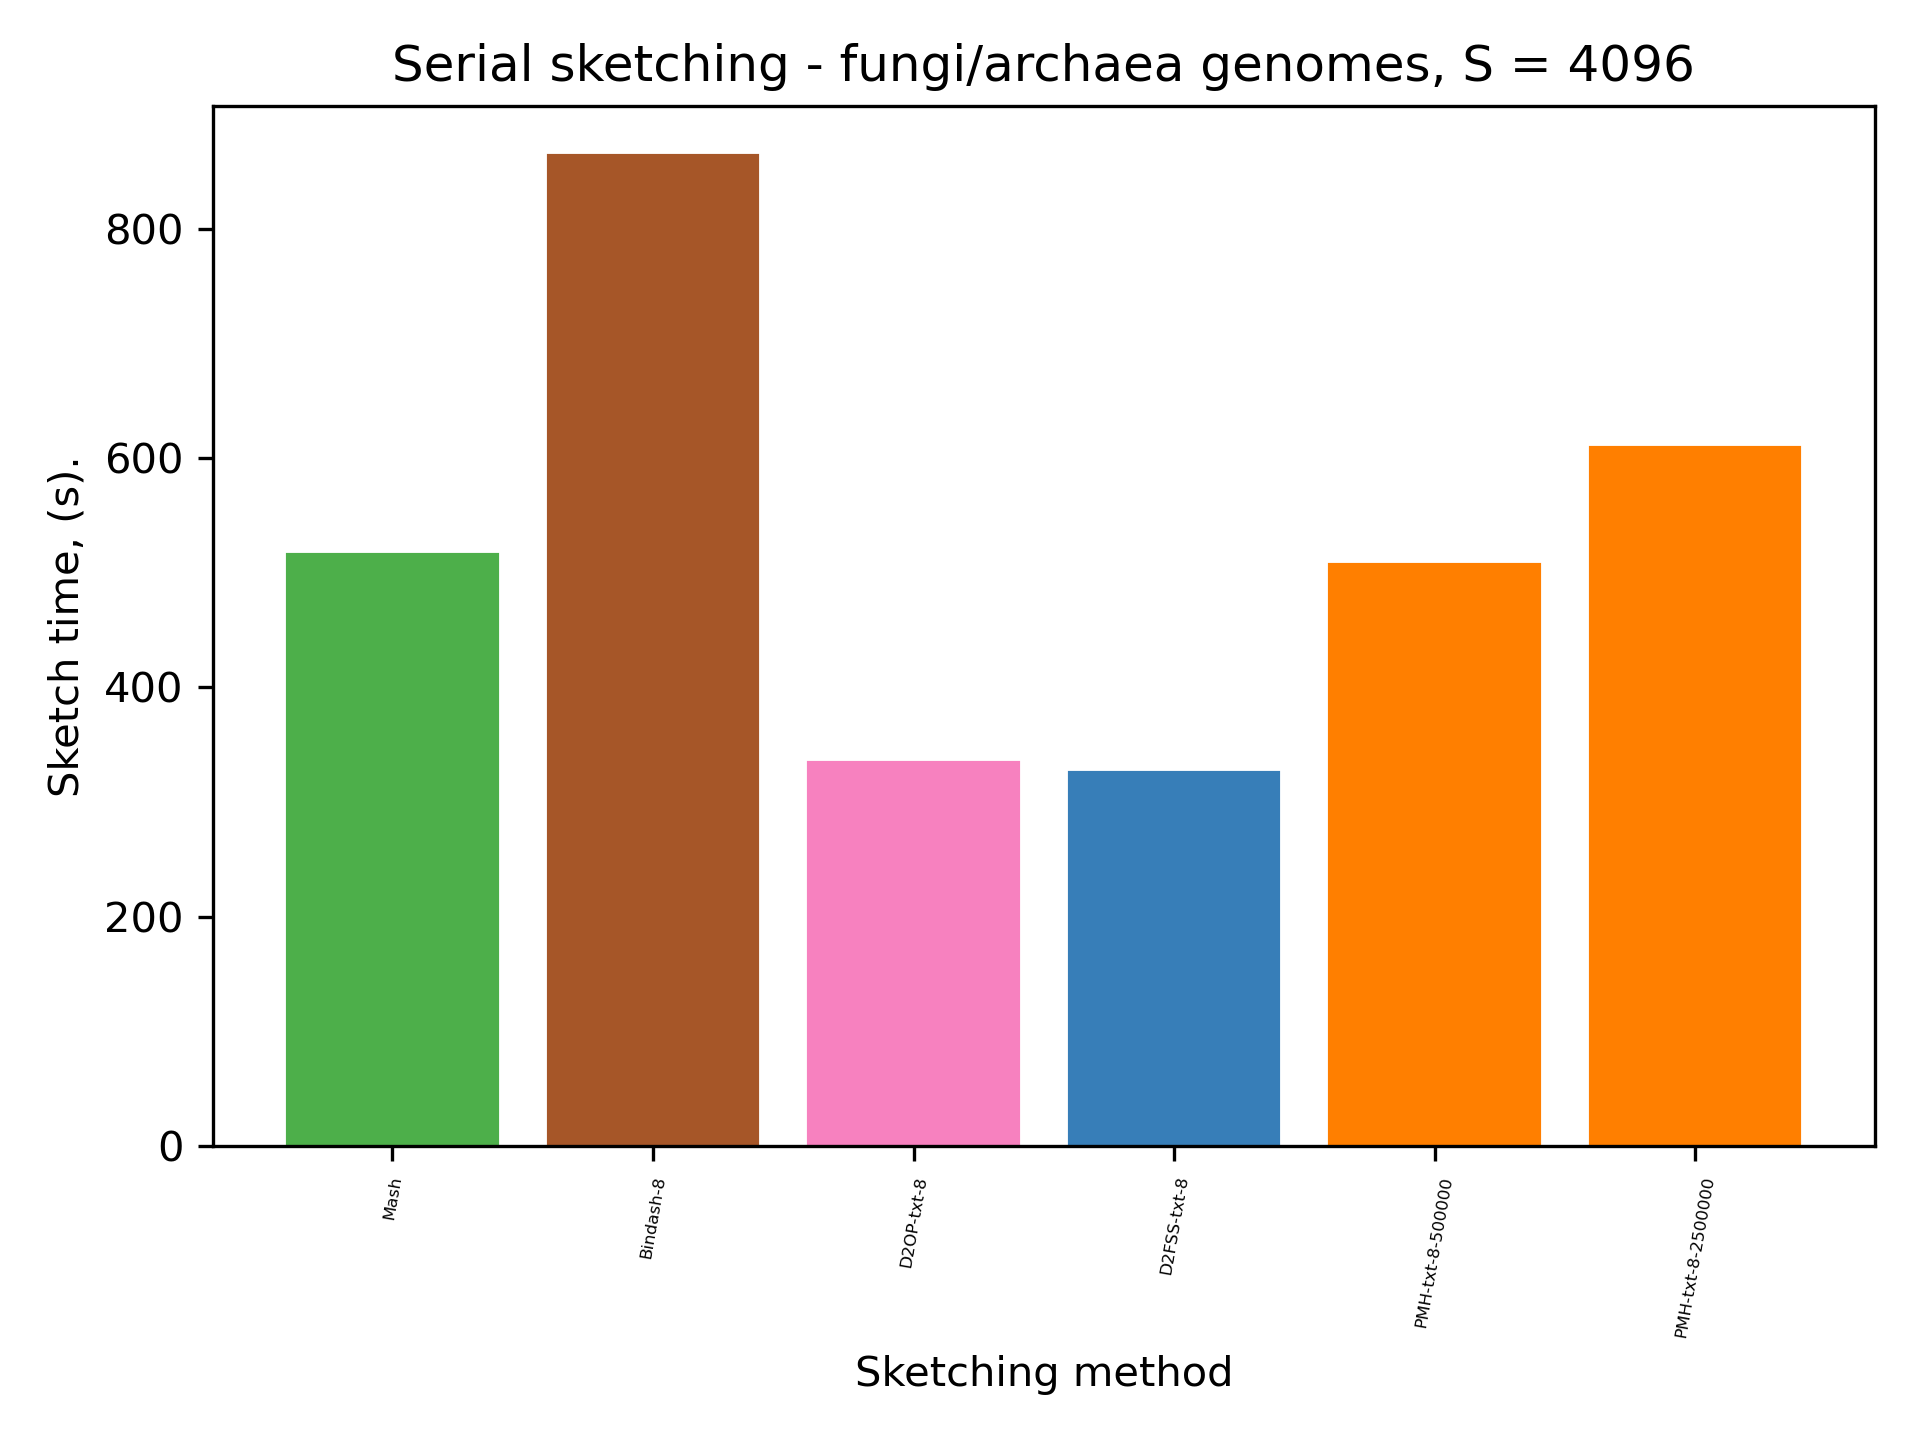 Serial sketching - fungi/archaea genomes, S = 4096
Sketch time, (s).
800
600
400
200
0
Mash
Bindash-8
D2OP-txt-8
D2FSS-txt-8
PMH-txt-8-500000
PMH-txt-8-2500000
Sketching method